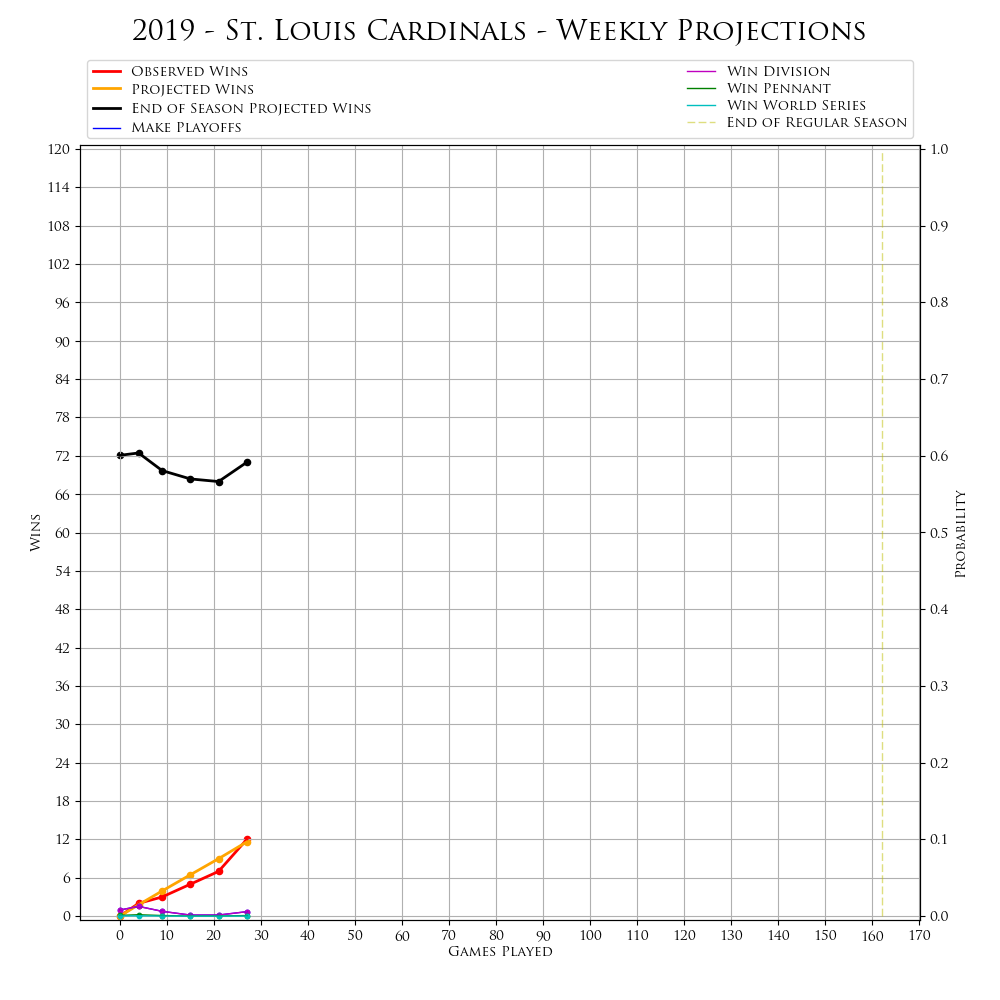 2019 - St. Louis Cardinals - Weekly Projections
Observed Wins
Projected Wins
End of Season Projected Wins
Make Playoffs
Win Division
Win Pennant
Win World Series
End of Regular Season
120
114
108
102
96
90
84
78
72
66
60
54
48
42
36
30
24
18
12
6
0
Wins
1.0
0.9
0.8
0.7
0.6
0.5
0.4
0.3
0.2
0.1
0.0
Probability
0 10 20 30 40 50 60 70 80 90 100 110 120 130 140 150 160 170
Games Played